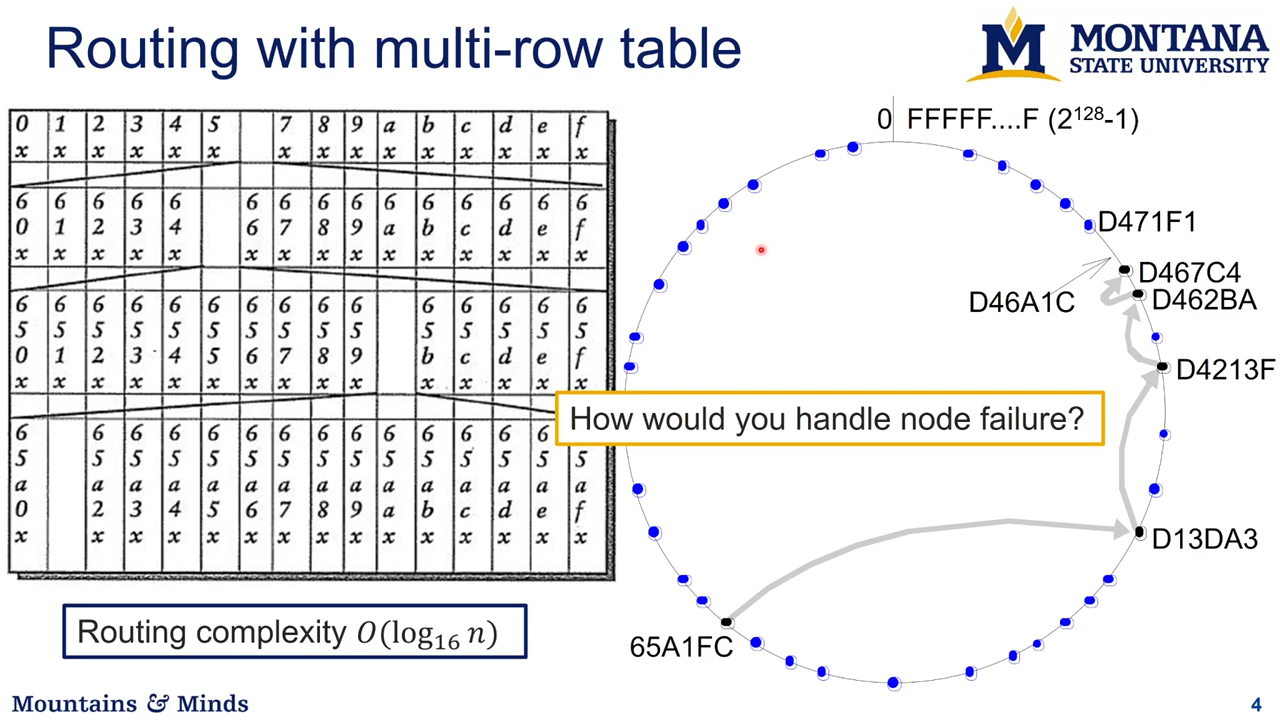 Routing with multi-row table
MONTANA
STATE UNIVERSITY
0 1 2 3 4 5 7 8 9 a b c d e f
x x x x x x x x x x x x x x x
6 6 6 6 6 6 6 6 6 6 6 6 6 6 6
0 1 2 3 4 6 7 8 9 a b c d e f
x x x x x x x x x x x x x x x
6 6 6 6 6 6 6 6 6 6 6 6 6 6 6
5 5 5 5 5 5 5 5 5 5 5 5 5 5 5
0 1 2 3 4 5 6 7 8 9 b c d e f
x x x x x x x x x x x x x x x
6 6 6 6 6 6 6 6 6 6 6 6 6 6
5 5 5 5 5 5 5 5 5 5 5 5 5 5 5
a a a a a a a a a a a a a a a
0 2 3 4 5 6 7 8 9 a b c d e f
x x x x x x x x x x x x x x x
Routing complexity O(log₁₆ n)
0 FFFFF....F (2¹²⁸-1)
D471F1
D467C4
D46A1C
D462BA
D4213F
How would you handle node failure?
D13DA3
65A1FC
Mountains & Minds
4